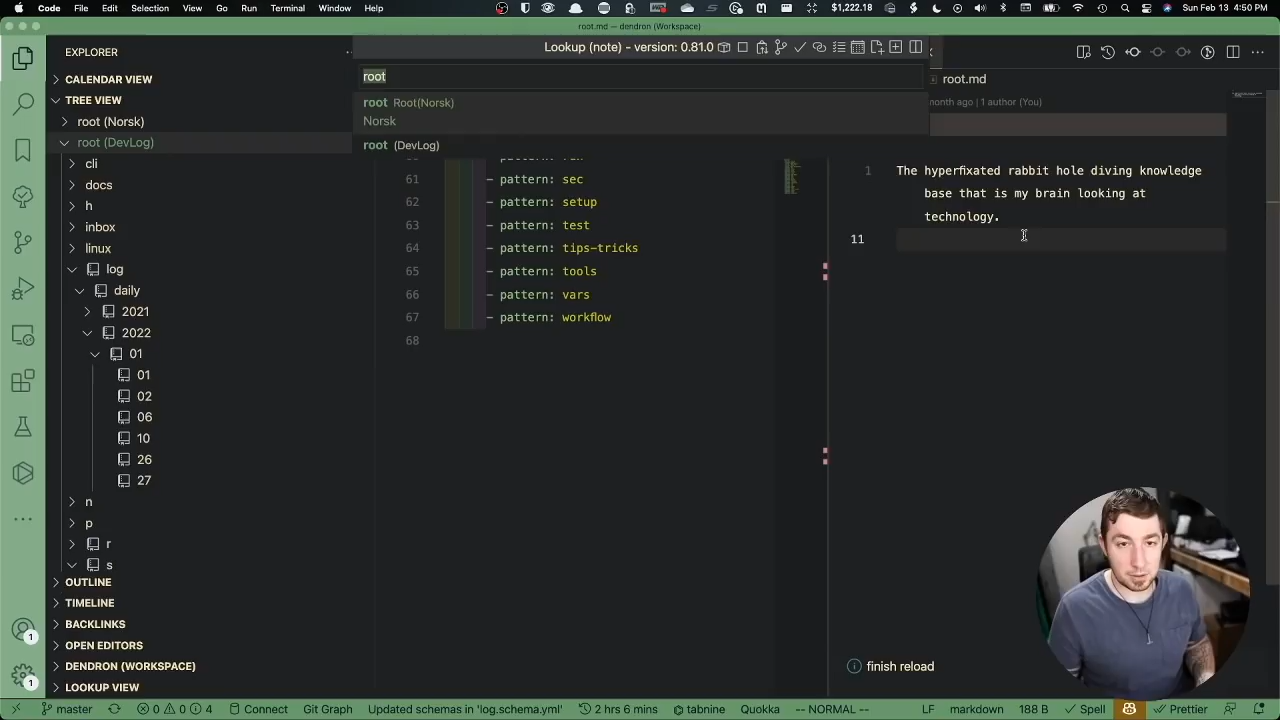 Code File Edit Selection View Go Run Terminal Window Help
$1,222.18
Sun Feb 13 4:50 PM
root.md — dendron (Workspace)
EXPLORER
CALENDAR VIEW
TREE VIEW
root (Norsk)
root (DevLog)
cli
docs
h
inbox
linux
log
daily
2021
2022
01
01
02
06
10
26
27
n
p
r
s
OUTLINE
TIMELINE
BACKLINKS
OPEN EDITORS
DENDRON (WORKSPACE)
LOOKUP VIEW
1
1
Lookup (note) - version: 0.81.0
root
root Root(Norsk)
Norsk
root (DevLog)
61 - pattern: sec
62 - pattern: setup
63 - pattern: test
64 - pattern: tips-tricks
65 - pattern: tools
66 - pattern: vars
67 - pattern: workflow
68
root.md
month ago | 1 author (You)
1 The hyperfixated rabbit hole diving knowledge
base that is my brain looking at
technology.
11
finish reload
master 0 0 4 Connect Git Graph Updated schemas in 'log.schema.yml' 2 hrs 6 mins tabnine Quokka -- NORMAL -- LF markdown 188 B Spell Prettier